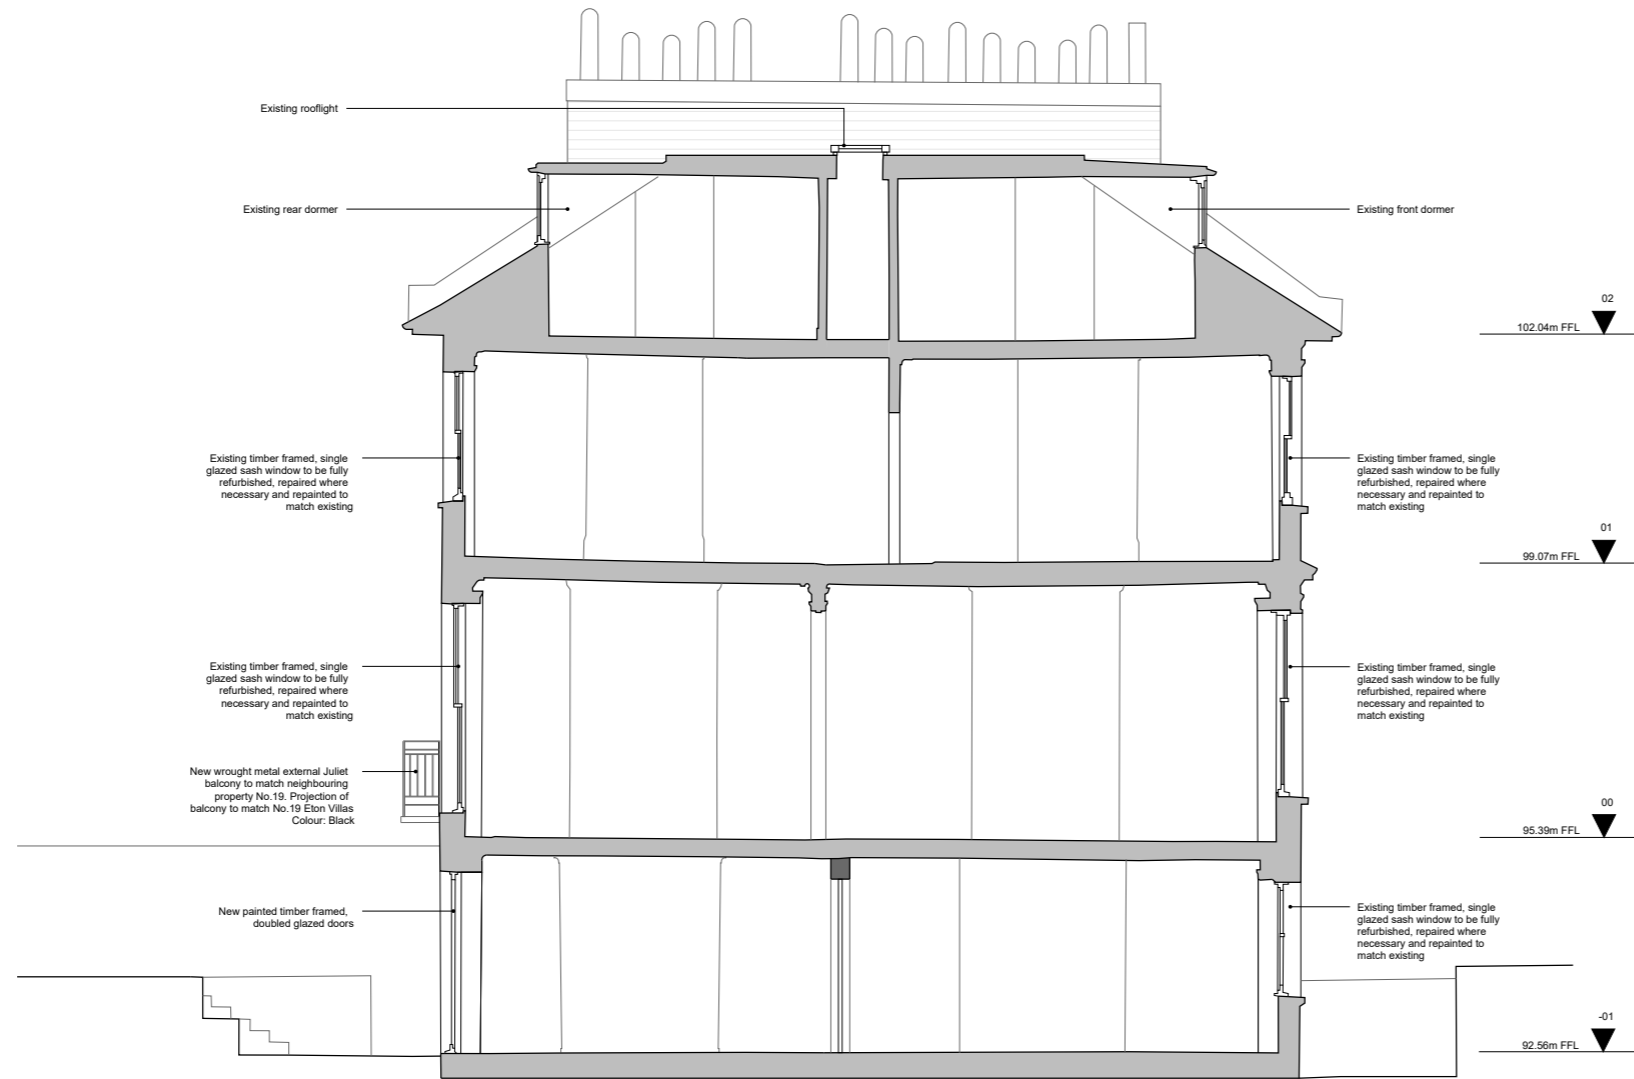 Existing rooflight
Existing rear dormer
Existing front dormer
02
102.04m FFL
Existing timber framed, single
glazed sash window to be fully
refurbished, repaired where
necessary and repainted to
match existing
Existing timber framed, single
glazed sash window to be fully
refurbished, repaired where
necessary and repainted to
match existing
01
99.07m FFL
Existing timber framed, single
glazed sash window to be fully
refurbished, repaired where
necessary and repainted to
match existing
Existing timber framed, single
glazed sash window to be fully
refurbished, repaired where
necessary and repainted to
match existing
New wrought metal external Juliet
balcony to match neighbouring
property No.19. Projection of
balcony to match No.19 Eton Villas
Colour: Black
00
95.39m FFL
New painted timber framed,
doubled glazed doors
Existing timber framed, single
glazed sash window to be fully
refurbished, repaired where
necessary and repainted to
match existing
-01
92.56m FFL